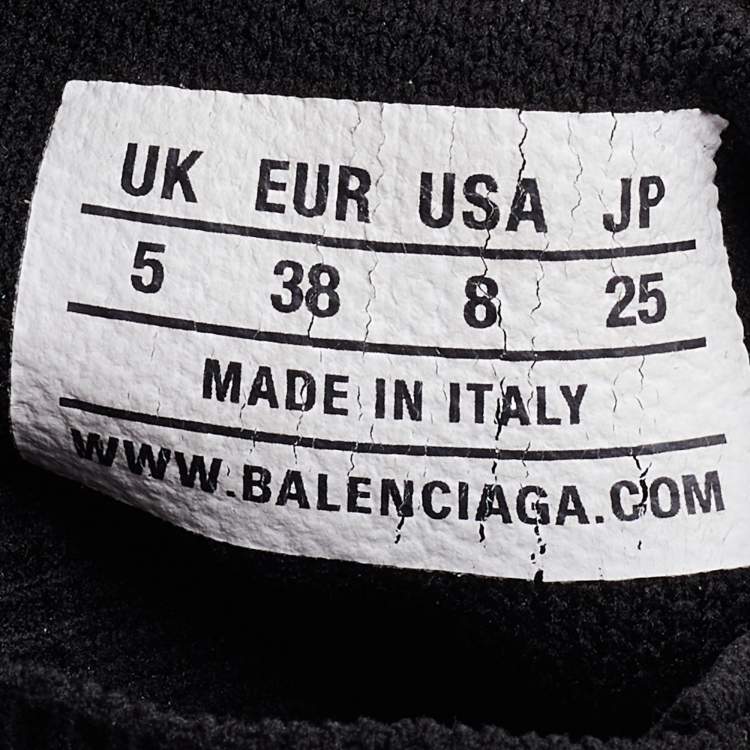 UK EUR USA JP
5 38 8 25
MADE IN ITALY
WWW.BALENCIAGA.COM